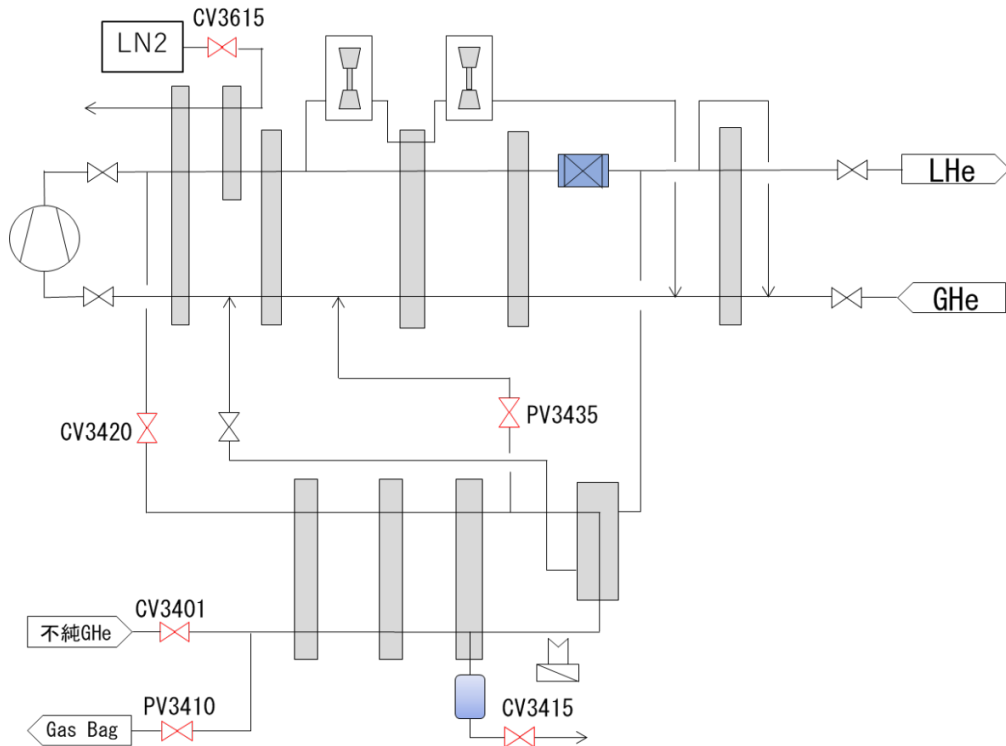 CV3615
LN2
LHe
GHe
CV3420
PV3435
CV3401
不純GHe
PV3410
Gas Bag
CV3415